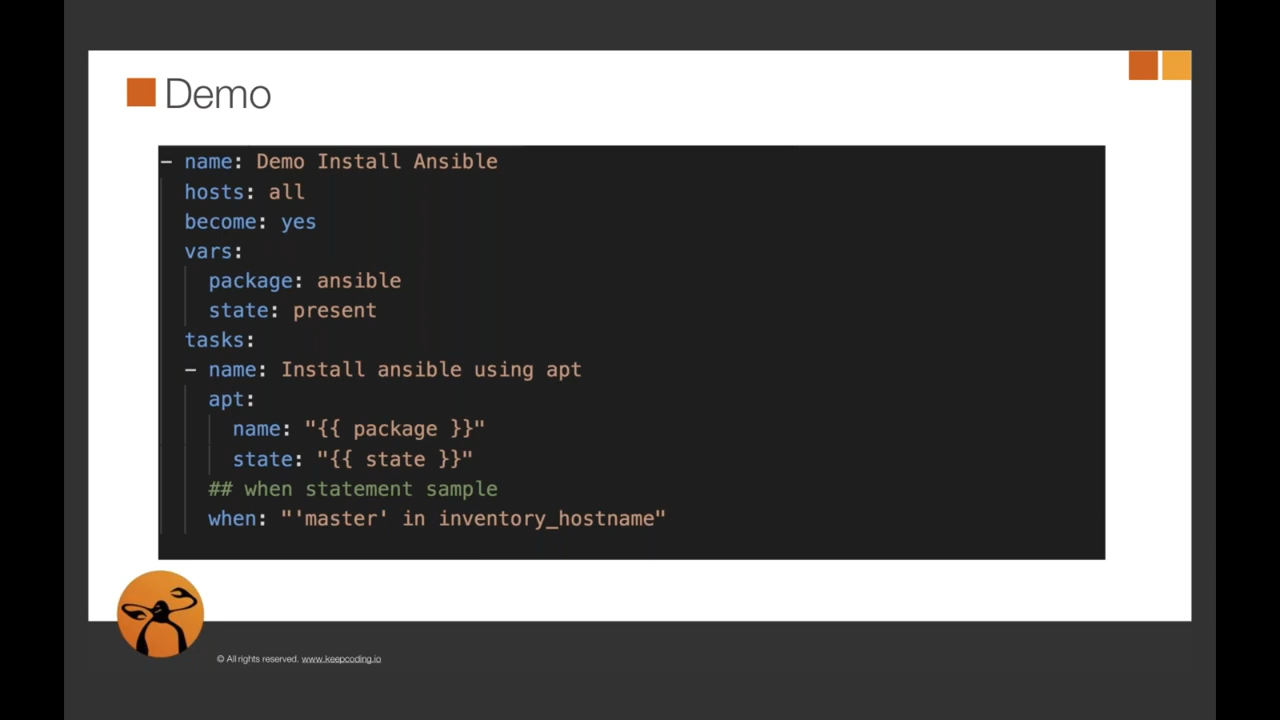 Demo
- name: Demo Install Ansible
  hosts: all
  become: yes
  vars:
    package: ansible
    state: present
  tasks:
  - name: Install ansible using apt
    apt:
      name: "{{ package }}"
      state: "{{ state }}"
    ## when statement sample
    when: "'master' in inventory_hostname"
© All rights reserved. www.keepcoding.io